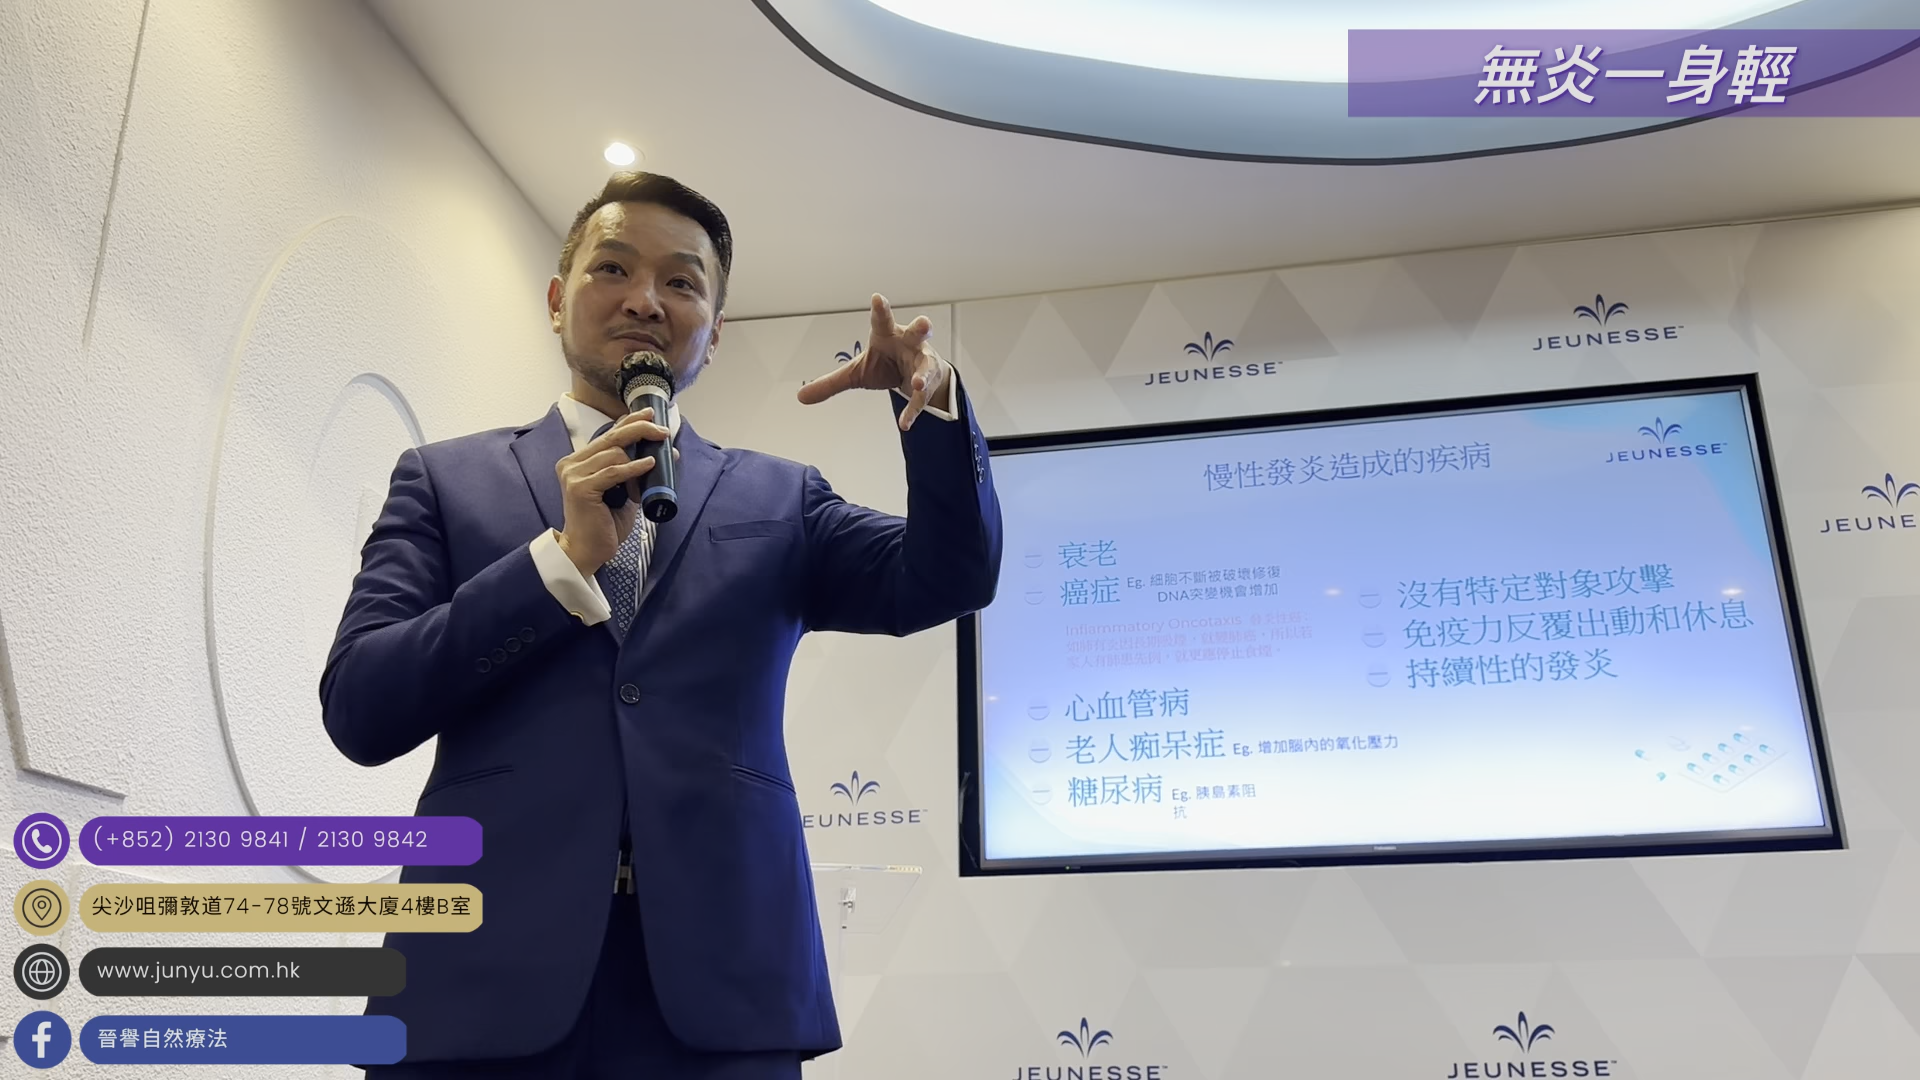 無炎一身輕
JEUNESSE
JEUNESSE
JEUNE
JEUNESSE
慢性發炎造成的疾病
衰老
癌症 Eg. 細胞不斷被破壞修復
DNA突變機會增加
Inflammatory Oncotaxis
心血管病
老人痴呆症 Eg. 增加腦內的氧化壓力
糖尿病 Eg. 胰島素阻
抗
沒有特定對象攻擊
免疫力反覆出動和休息
持續性的發炎
EUNESSE
(+852) 2130 9841 / 2130 9842
尖沙咀彌敦道74-78號文遜大廈4樓B室
www.junyu.com.hk
晉譽自然療法
JEUNESSE
JEUNESSE